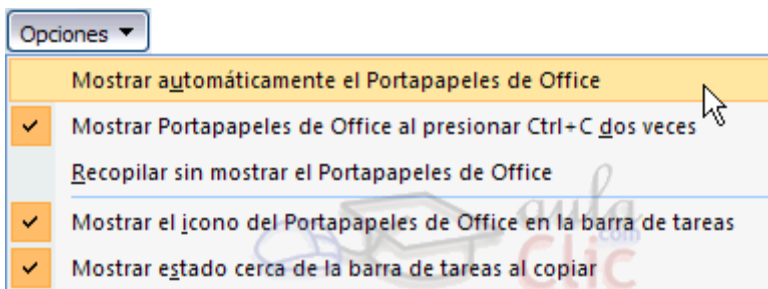 Opciones
Mostrar automáticamente el Portapapeles de Office
Mostrar Portapapeles de Office al presionar Ctrl+C dos veces
Recopilar sin mostrar el Portapapeles de Office
Mostrar el icono del Portapapeles de Office en la barra de tareas
Mostrar estado cerca de la barra de tareas al copiar
aula
Clic
.com